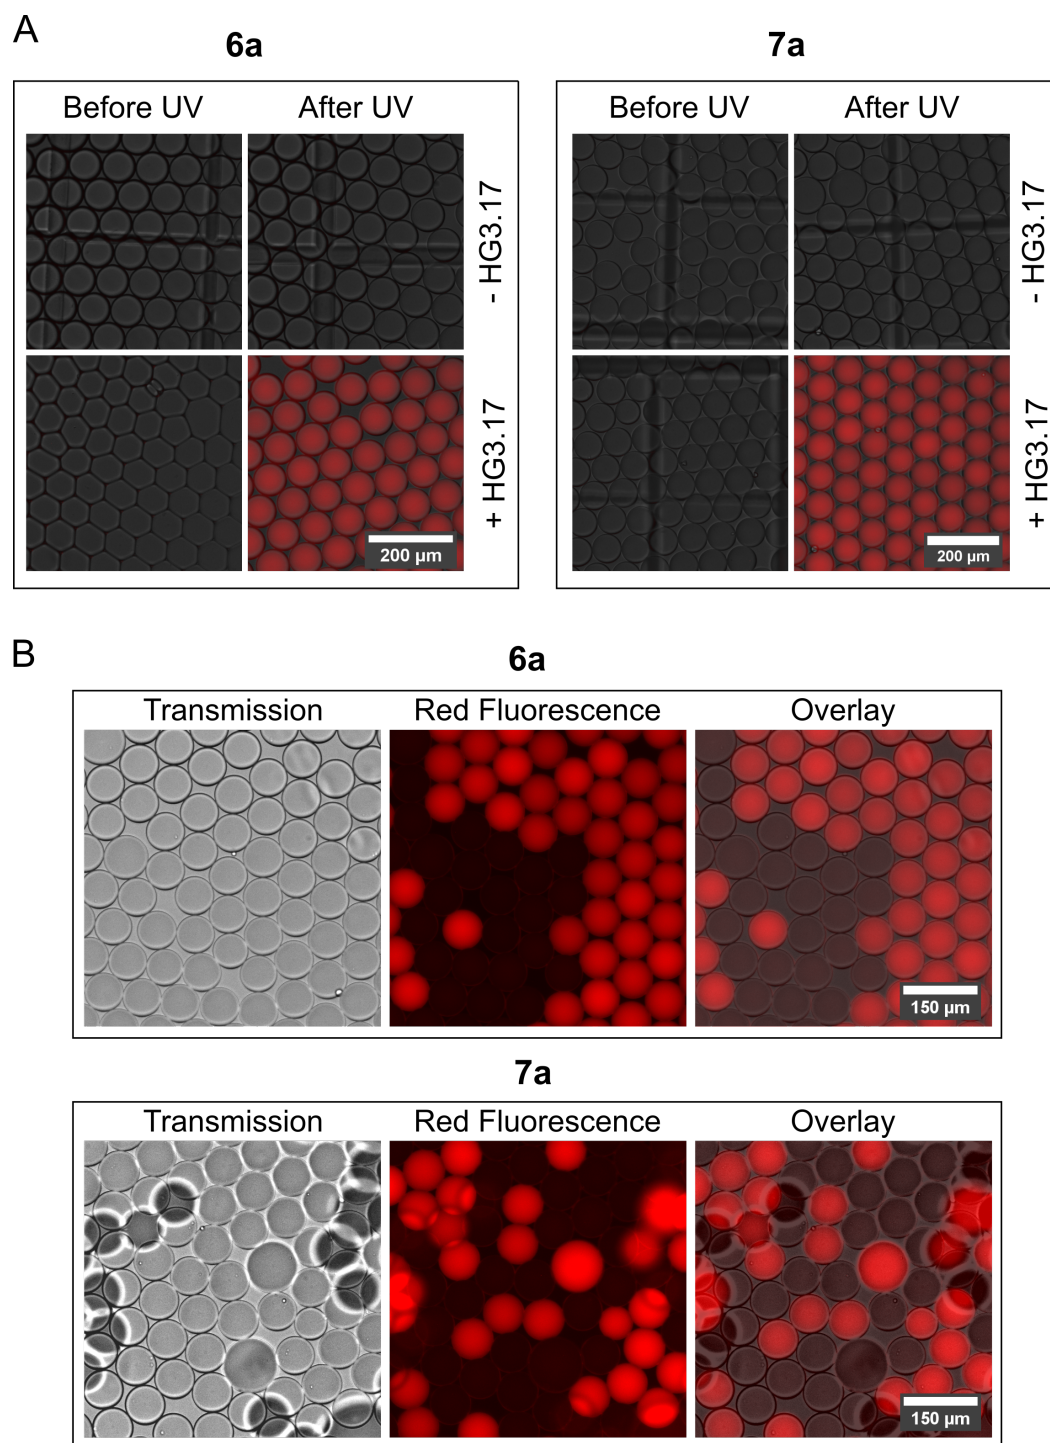 A
6a
7a
Before UV
After UV
Before UV
After UV
- HG3.17
- HG3.17
+ HG3.17
+ HG3.17
200 µm
200 µm
B
6a
Transmission
Red Fluorescence
Overlay
150 µm
7a
Transmission
Red Fluorescence
Overlay
150 µm